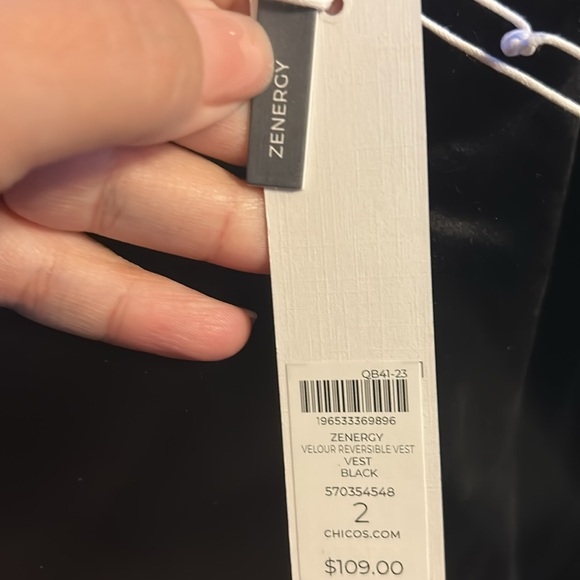 ZENERGY
QB41-23
196533369896
ZENERGY
VELOUR REVERSIBLE VEST
VEST
BLACK
570354548
2
CHICOS.COM
$109.00